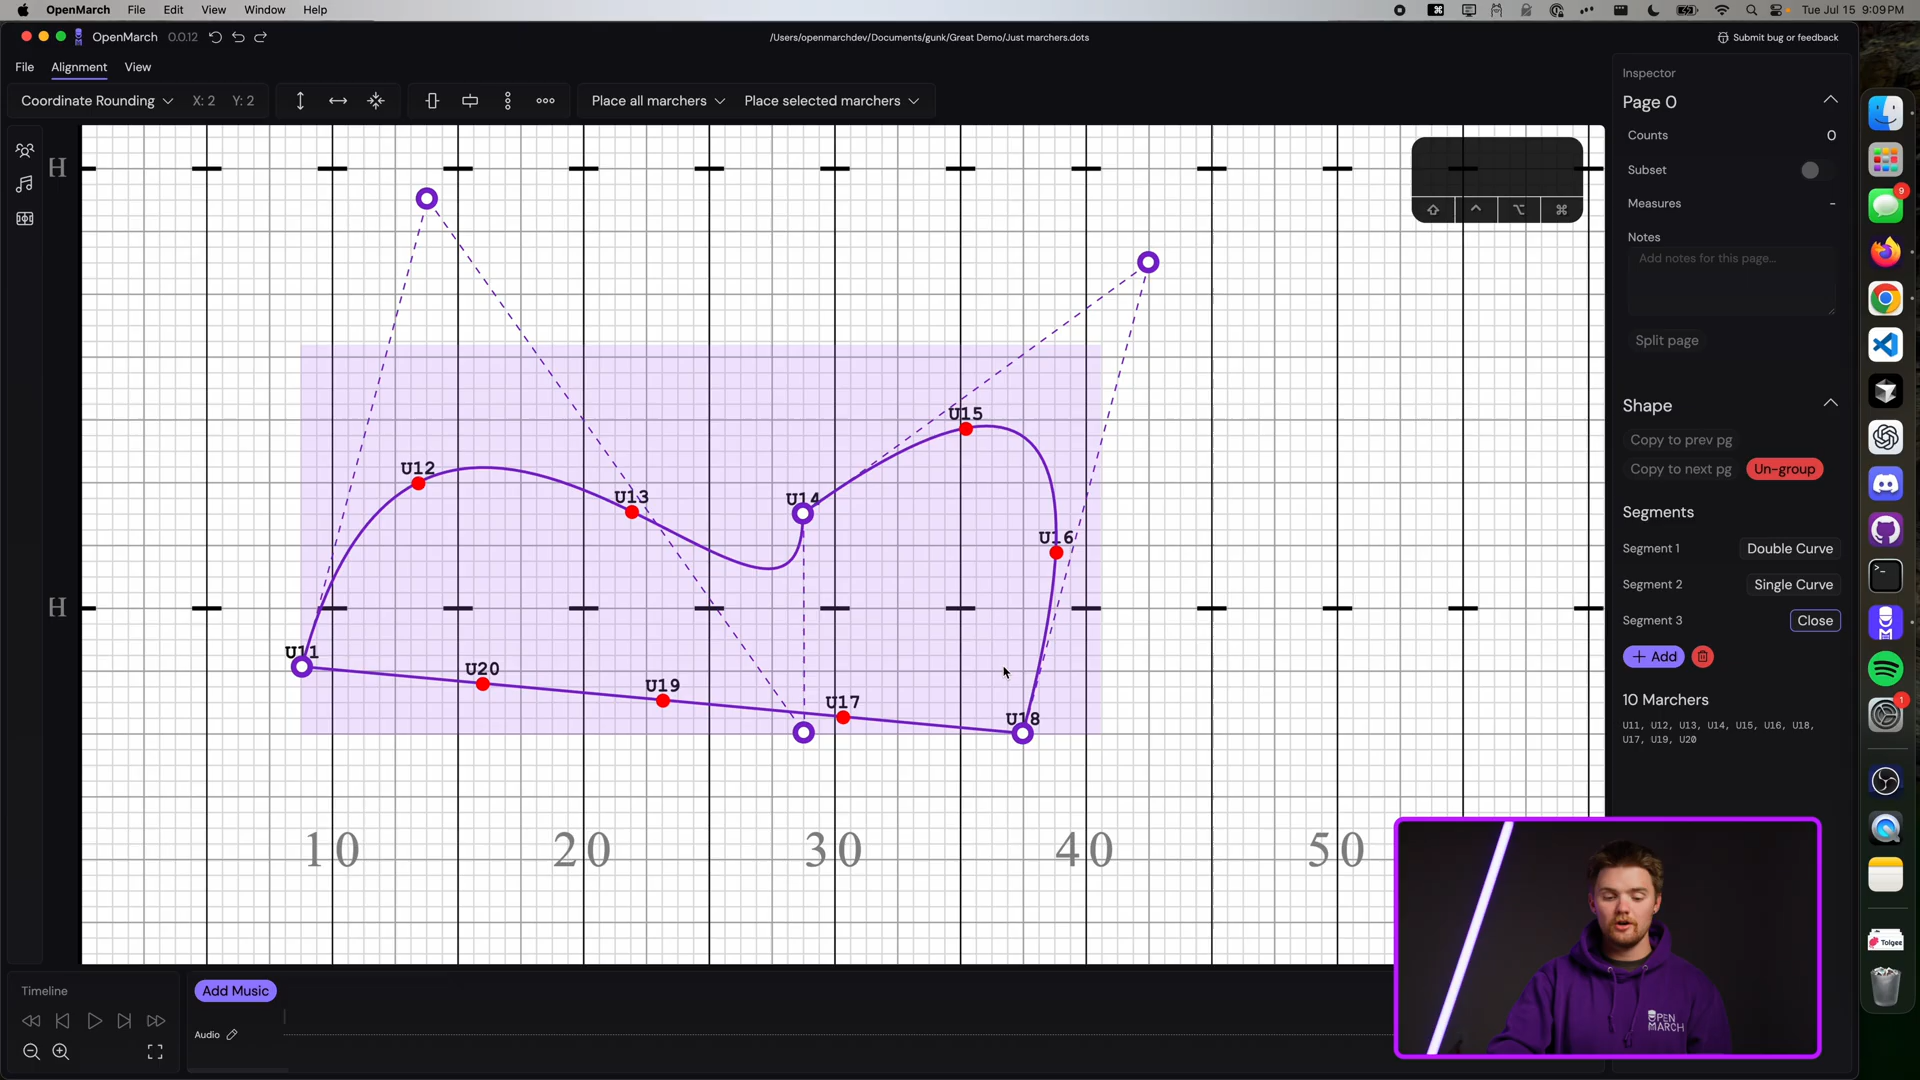 OpenMarch File Edit View Window Help
Tue Jul 15 9:09 PM
9
OpenMarch 0.0.12
/Users/openmarchdev/Documents/gunk/Great Demo/Just marchers.dots
Submit bug or feedback
File Alignment View
Coordinate Rounding X: 2 Y: 2
Place all marchers Place selected marchers
Inspector
Page 0
Counts 0
Subset
Measures -
Notes
Add notes for this page...
Split page
Shape
Copy to prev pg
Copy to next pg Un-group
Segments
Segment 1 Double Curve
Segment 2 Single Curve
Segment 3 Close
+ Add
10 Marchers
U11, U12, U13, U14, U15, U16, U18,
U17, U19, U20
H
H
U15
U12
U13
U14
U16
U11
U20
U19
U17
U18
10 20 30 40 50
Timeline
Add Music
Audio
OPEN
MARCH
1
Tolgee